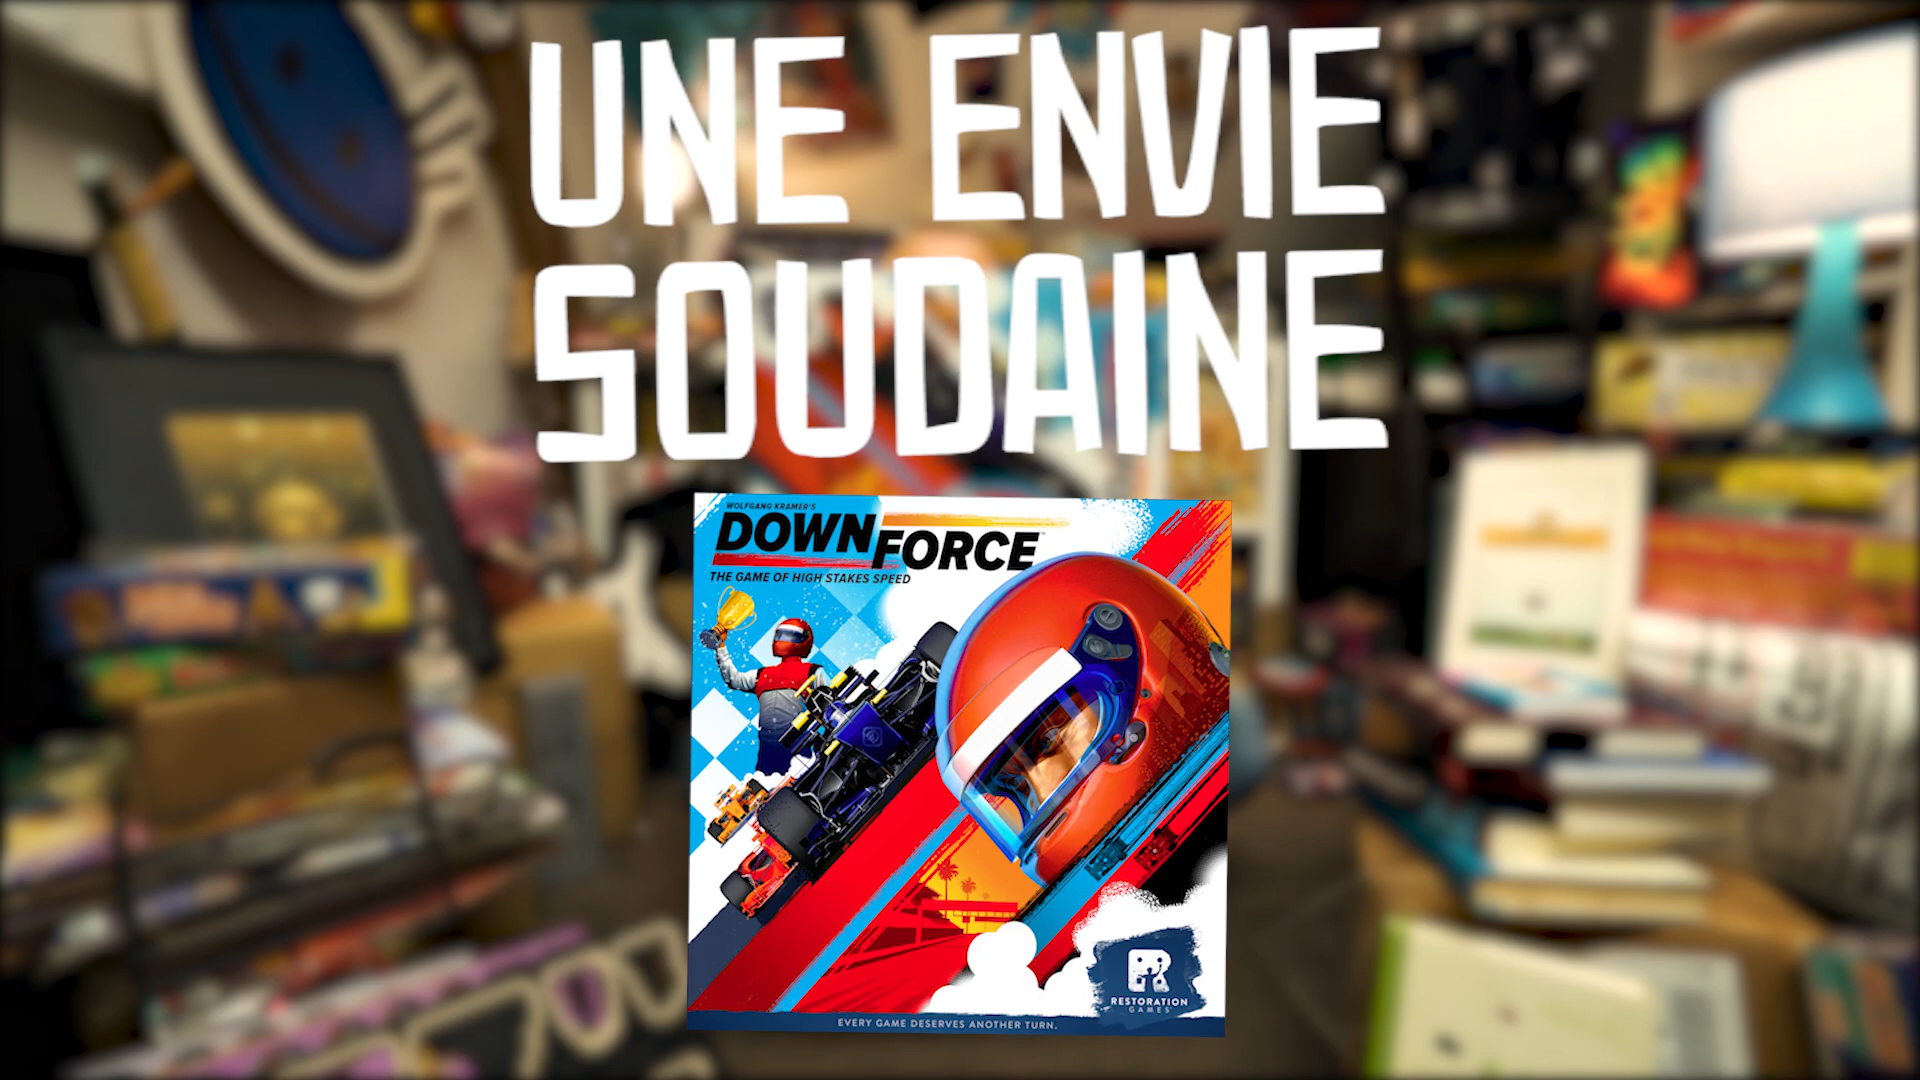 UNE ENVIE
SOUDAINE
WOLFGANG KRAMER'S
DOWNFORCE
THE GAME OF HIGH STAKES SPEED
RESTORATION
GAMES
EVERY GAME DESERVES ANOTHER TURN.